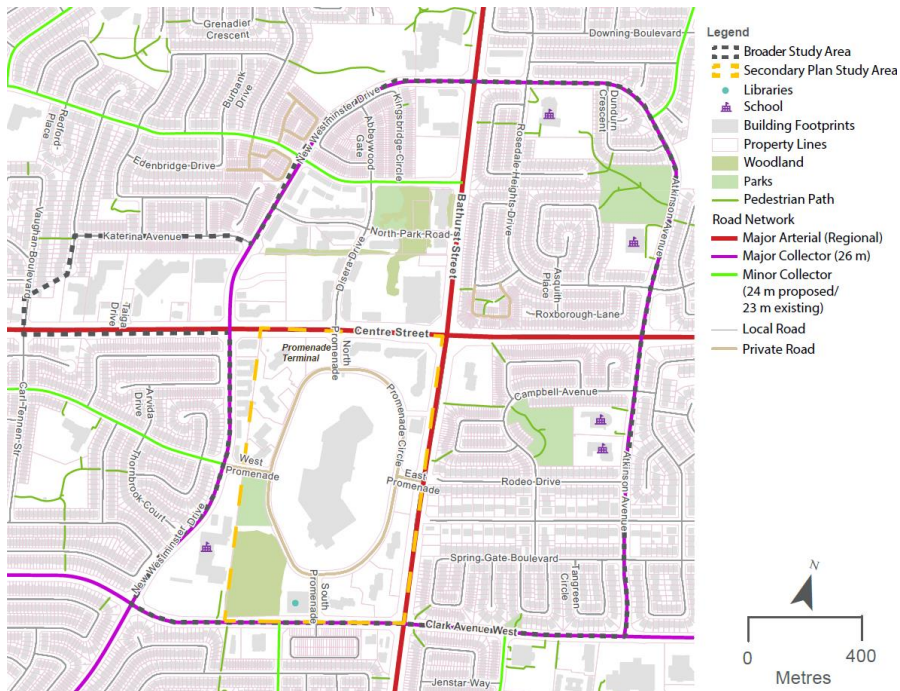 Grenadier
Crescent
Downing Boulevard
Burbank
Drive
Redford
Place
New Westminster Drive
Kingsbridge Circle
Abbeywood
Gate
Dundurn
Crescent
Edenbridge Drive
Rosedale Heights Drive
Atkinson Avenue
Vaughan Boulevard
Katerina Avenue
North Park Road
Bathurst Street
Disera Drive
Asquith
Place
Taiga
Drive
Roxborough Lane
Centre Street
Promenade
Terminal
North
Promenade
Campbell Avenue
Carl Tennen Str
Arvida
Drive
Promenade Circle
West
Promenade
East
Promenade
Rodeo Drive
Atkinson Avenue
Thornbrook Court
New Westminster Drive
Spring Gate Boulevard
Tangreen
Circle
South
Promenade
Clark Avenue West
Jenstar Way
Legend
Broader Study Area
Secondary Plan Study Area
Libraries
School
Building Footprints
Property Lines
Woodland
Parks
Pedestrian Path
Road Network
Major Arterial (Regional)
Major Collector (26 m)
Minor Collector
(24 m proposed/
23 m existing)
Local Road
Private Road
N
0 400
Metres